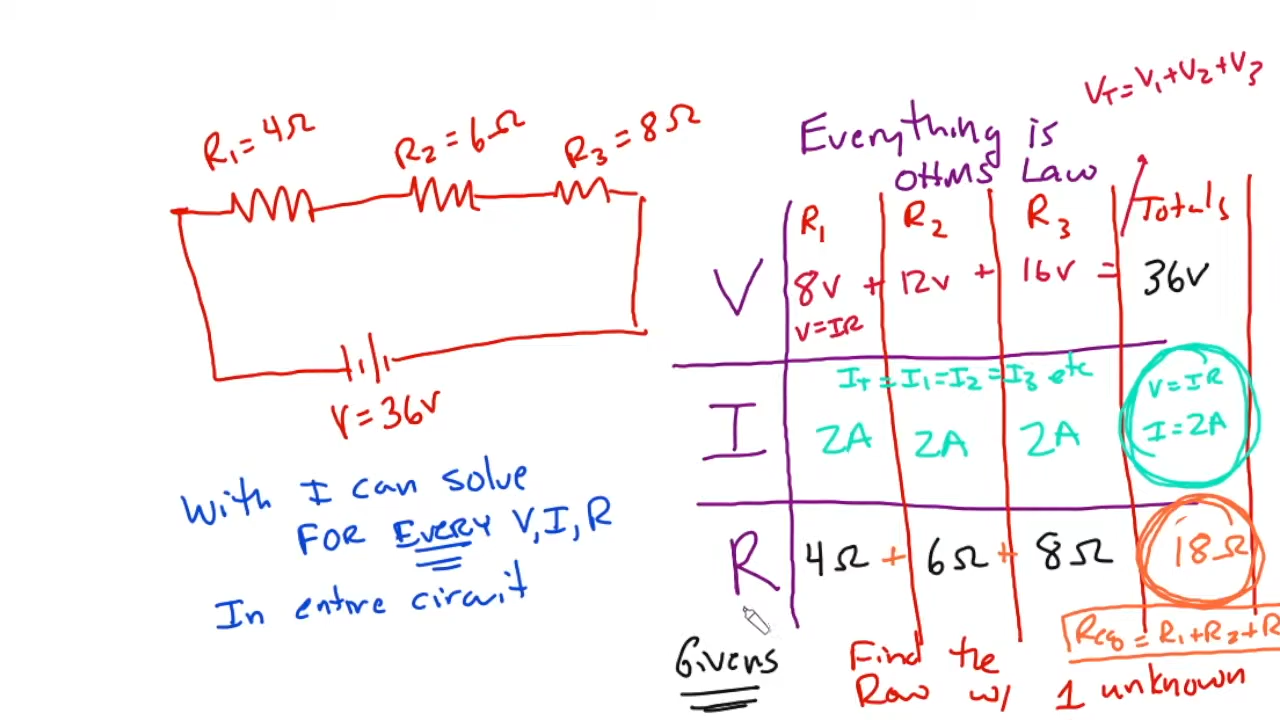 R₁=4Ω
R₂=6Ω
R₃=8Ω
V=36V
With I can solve
FOR EVERY V,I,R
In entire circuit
V_T=V₁+V₂+V₃
Everything is
OHMS Law
R₁ R₂ R₃ Totals
V 8V + 12V + 16V = 36V
V=IR
I_T=I₁=I₂=I₃ etc
V=IR
I 2A 2A 2A I=2A
R 4Ω + 6Ω + 8Ω 18Ω
Req = R₁+R₂+R
Givens
Find the
Row w/ 1 unknown